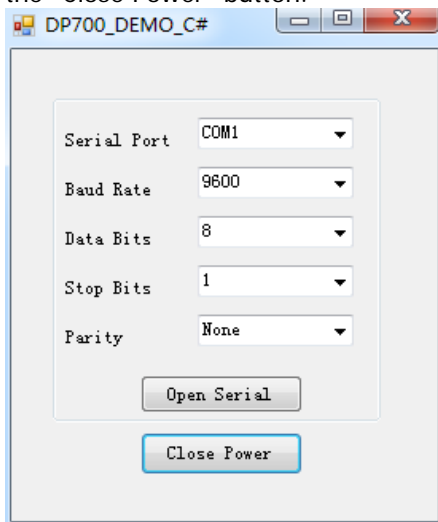 the "Close Power" button.
DP700_DEMO_C#
Serial Port COM1
Baud Rate 9600
Data Bits 8
Stop Bits 1
Parity None
Open Serial
Close Power